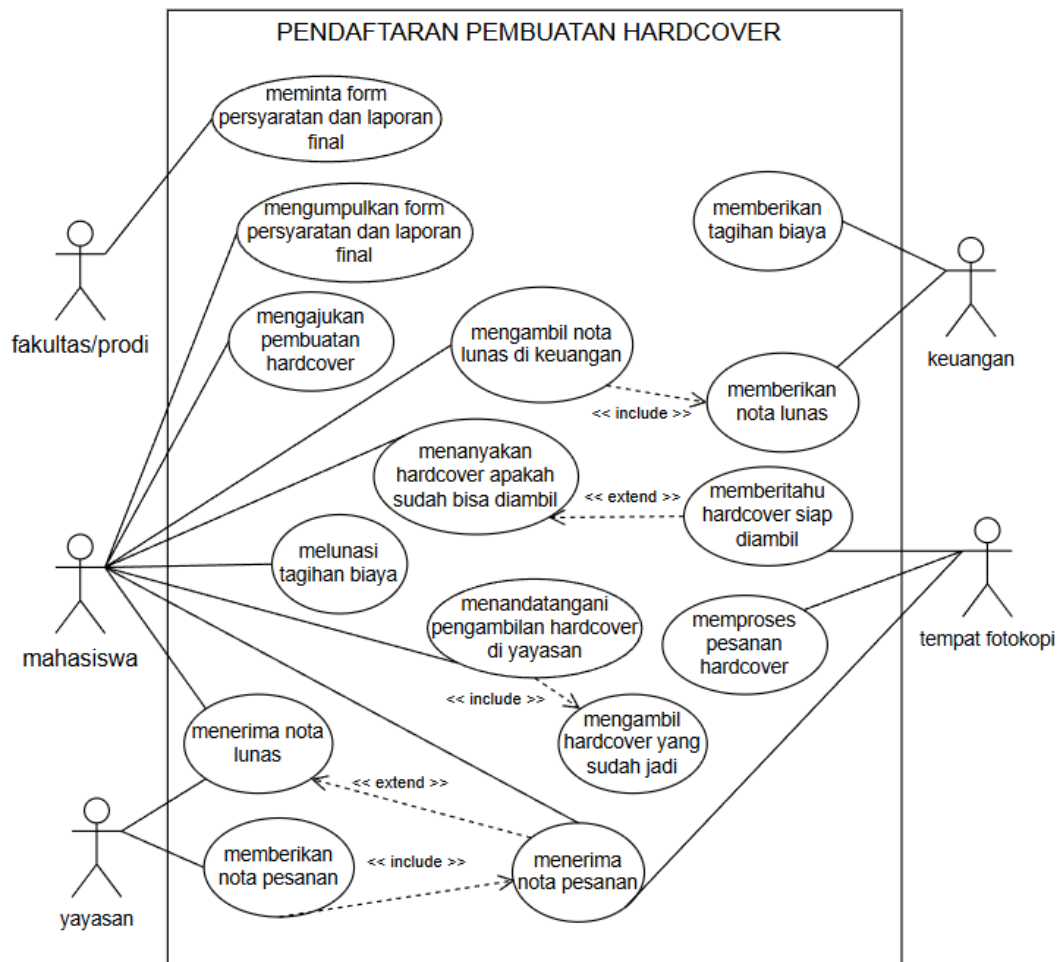 PENDAFTARAN PEMBUATAN HARDCOVER
meminta form
persyaratan dan laporan
final
mengumpulkan form
persyaratan dan laporan
final
memberikan
tagihan biaya
fakultas/prodi
mengajukan
pembuatan
hardcover
mengambil nota
lunas di keuangan
keuangan
<< include >>
memberikan
nota lunas
menanyakan
hardcover apakah
sudah bisa diambil
<< extend >>
memberitahu
hardcover siap
diambil
melunasi
tagihan biaya
mahasiswa
menandatangani
pengambilan hardcover
di yayasan
memproses
pesanan
hardcover
tempat fotokopi
<< include >>
mengambil
hardcover yang
sudah jadi
menerima nota
lunas
<< extend >>
yayasan
memberikan
nota pesanan
<< include >>
menerima
nota pesanan